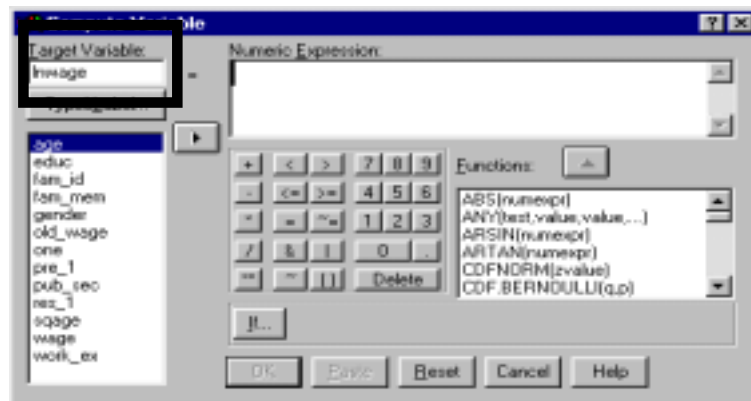 Compute Variable
Target Variable:
lnwage
=
Numeric Expression:
age
educ
fam_id
fam_mem
gender
old_wage
one
pre_1
pub_sec
res_1
sqage
wage
work_ex
+ < > 7 8 9
- <= >= 4 5 6
* = ~= 1 2 3
/ & | 0 .
** ~ () Delete
Functions:
ABS(numexpr)
ANY(test,value,value,...)
ARSIN(numexpr)
ARTAN(numexpr)
CDFNORM(zvalue)
CDF.BERNOULLI(q,p)
If...
OK Paste Reset Cancel Help